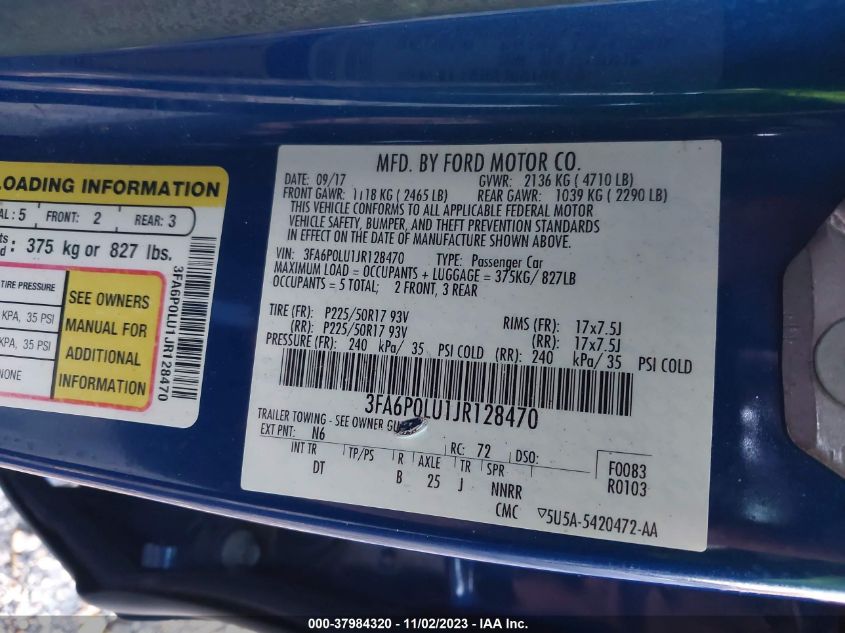 LOADING INFORMATION
AL: 5 FRONT: 2 REAR: 3
375 kg or 827 lbs.
TIRE PRESSURE
KPA, 35 PSI
KPA, 35 PSI
NONE
SEE OWNERS
MANUAL FOR
ADDITIONAL
INFORMATION
3FA6P0LU1JR128470
MFD. BY FORD MOTOR CO.
DATE: 09/17 GVWR: 2136 KG ( 4710 LB)
FRONT GAWR: 1118 KG ( 2465 LB) REAR GAWR: 1039 KG ( 2290 LB)
THIS VEHICLE CONFORMS TO ALL APPLICABLE FEDERAL MOTOR
VEHICLE SAFETY, BUMPER, AND THEFT PREVENTION STANDARDS
IN EFFECT ON THE DATE OF MANUFACTURE SHOWN ABOVE.
VIN: 3FA6P0LU1JR128470 TYPE: Passenger Car
MAXIMUM LOAD = OCCUPANTS + LUGGAGE = 375KG/ 827LB
OCCUPANTS = 5 TOTAL; 2 FRONT, 3 REAR
TIRE (FR): P225/50R17 93V RIMS (FR): 17x7.5J
(RR): P225/50R17 93V (RR): 17x7.5J
PRESSURE (FR): 240 kPa/ 35 PSI COLD (RR): 240 kPa/ 35 PSI COLD
3FA6P0LU1JR128470
TRAILER TOWING - SEE OWNER GU
EXT PNT: N6 RC: 72 DSO:
INT TR TP/PS R AXLE TR SPR
DT B 25 J NNRR
F0083
R0103
CMC ▽5U5A-5420472-AA
000-37984320 - 11/02/2023 - IAA Inc.